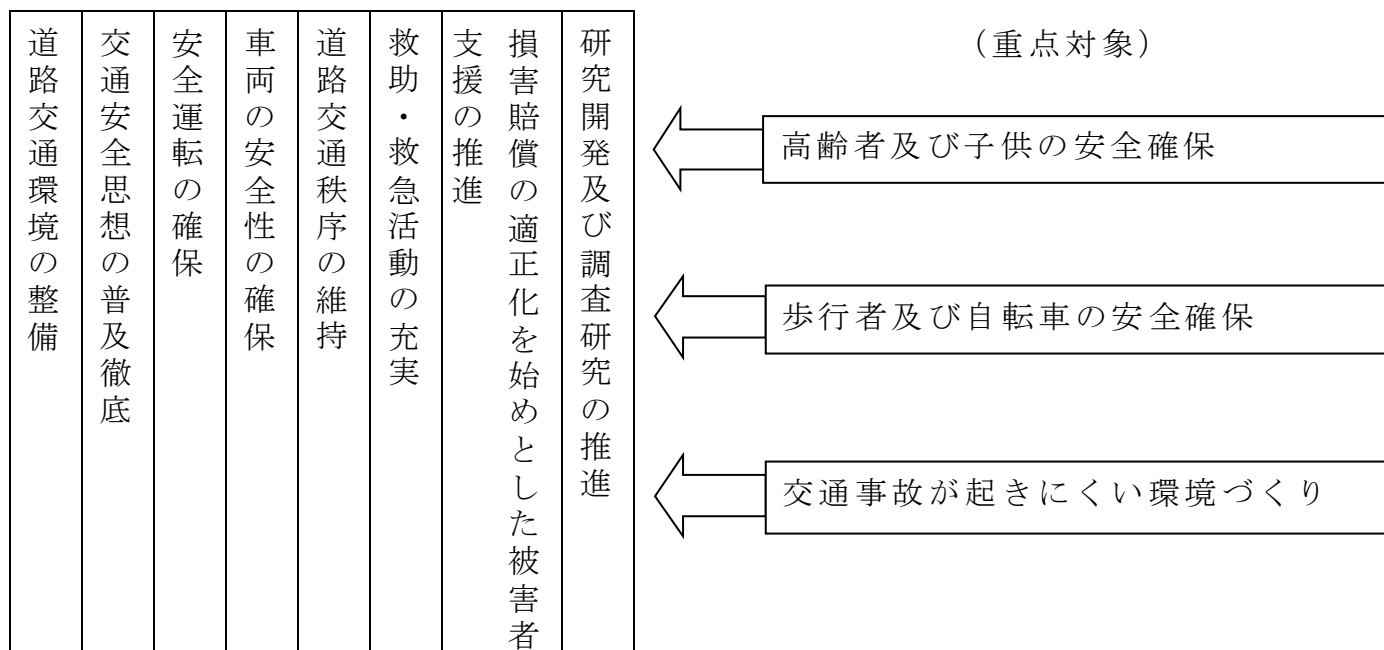 道路交通環境の整備
交通安全思想の普及徹底
安全運転の確保
車両の安全性の確保
道路交通秩序の維持
救助・救急活動の充実
損害賠償の適正化を始めとした被害者
支援の推進
研究開発及び調査研究の推進
（重点対象）
高齢者及び子供の安全確保
歩行者及び自転車の安全確保
交通事故が起きにくい環境づくり